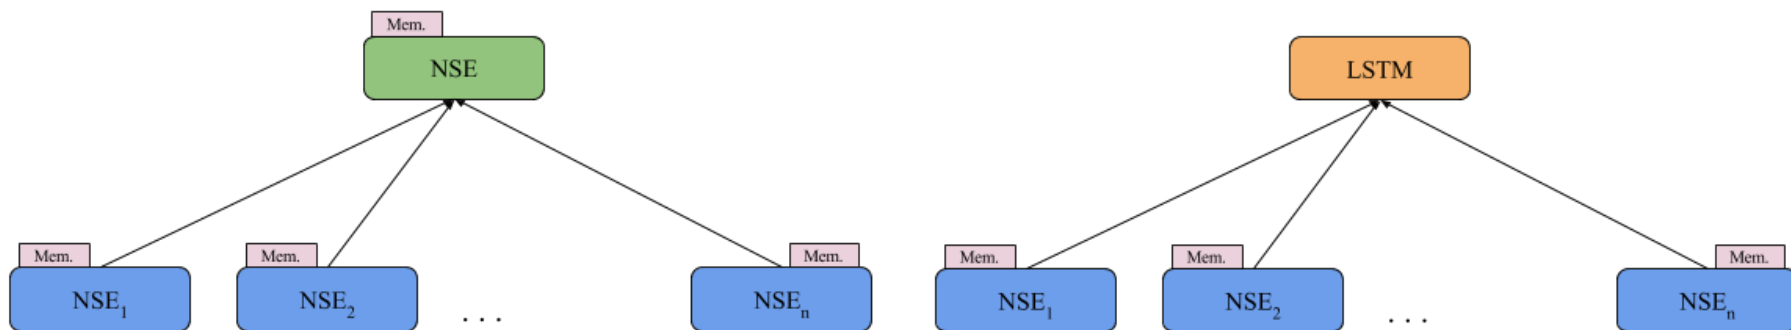 Mem.
NSE
Mem.
NSE1
Mem.
NSE2
. . .
Mem.
NSEn
LSTM
Mem.
NSE1
Mem.
NSE2
. . .
Mem.
NSEn